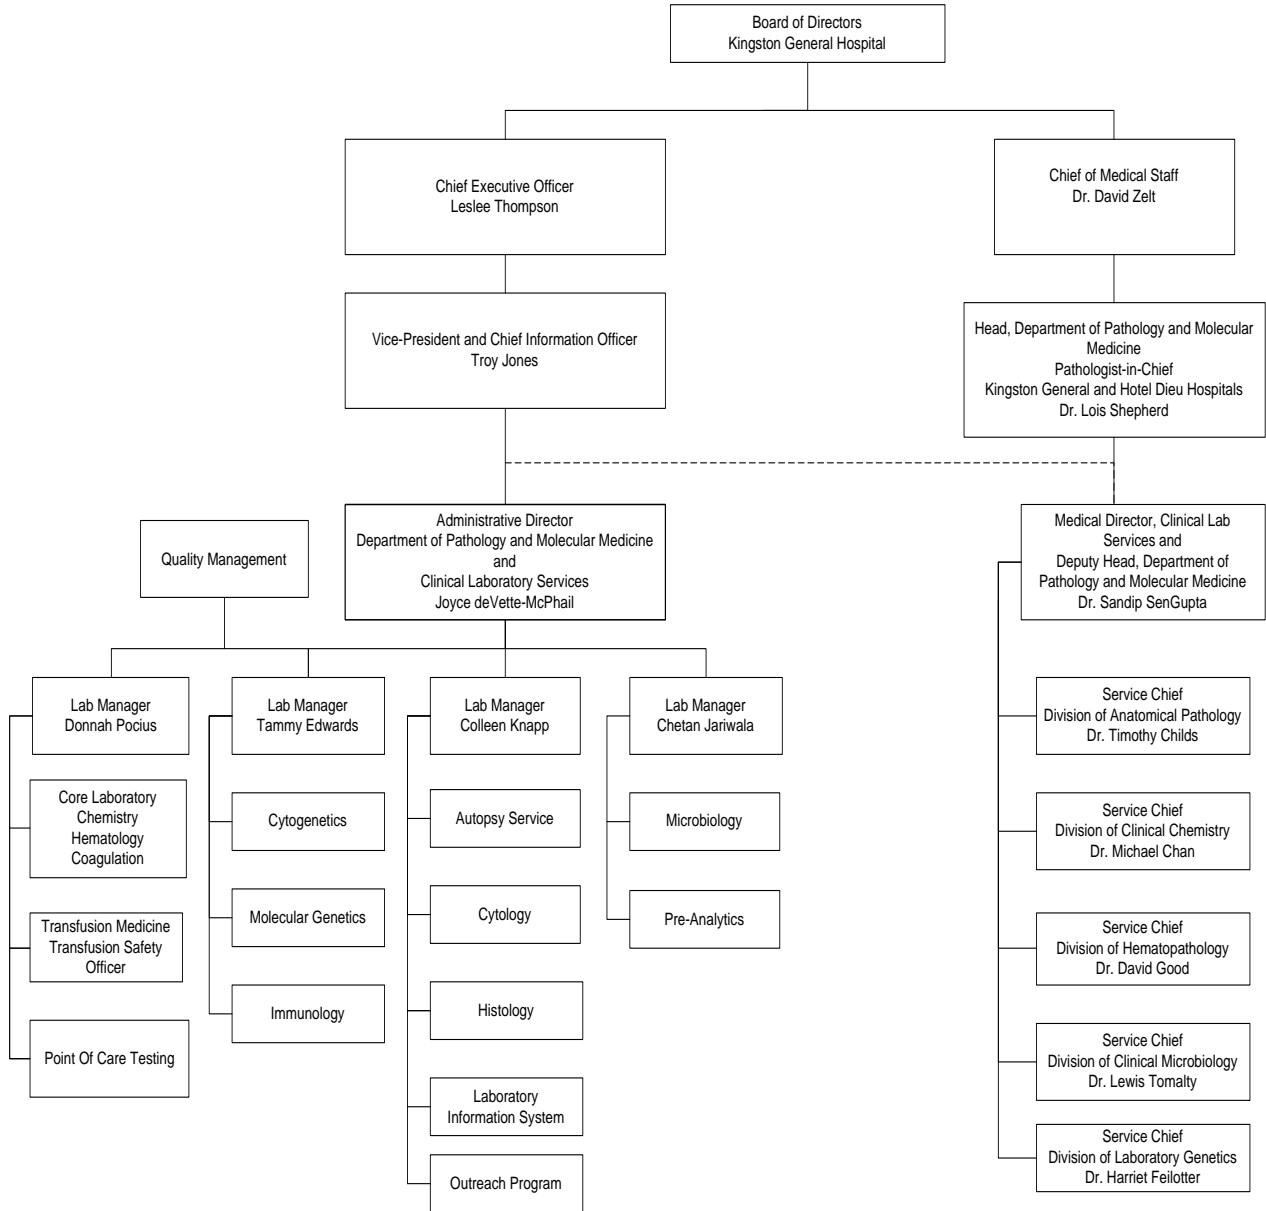 Board of Directors
Kingston General Hospital
Chief Executive Officer
Leslee Thompson
Chief of Medical Staff
Dr. David Zelt
Vice-President and Chief Information Officer
Troy Jones
Head, Department of Pathology and Molecular
Medicine
Pathologist-in-Chief
Kingston General and Hotel Dieu Hospitals
Dr. Lois Shepherd
Quality Management
Administrative Director
Department of Pathology and Molecular Medicine
and
Clinical Laboratory Services
Joyce deVette-McPhail
Medical Director, Clinical Lab
Services and
Deputy Head, Department of
Pathology and Molecular Medicine
Dr. Sandip SenGupta
Lab Manager
Donnah Pocius
Core Laboratory
Chemistry
Hematology
Coagulation
Transfusion Medicine
Transfusion Safety
Officer
Point Of Care Testing
Lab Manager
Tammy Edwards
Cytogenetics
Molecular Genetics
Immunology
Lab Manager
Colleen Knapp
Autopsy Service
Cytology
Histology
Laboratory
Information System
Outreach Program
Lab Manager
Chetan Jariwala
Microbiology
Pre-Analytics
Service Chief
Division of Anatomical Pathology
Dr. Timothy Childs
Service Chief
Division of Clinical Chemistry
Dr. Michael Chan
Service Chief
Division of Hematopathology
Dr. David Good
Service Chief
Division of Clinical Microbiology
Dr. Lewis Tomalty
Service Chief
Division of Laboratory Genetics
Dr. Harriet Feilotter